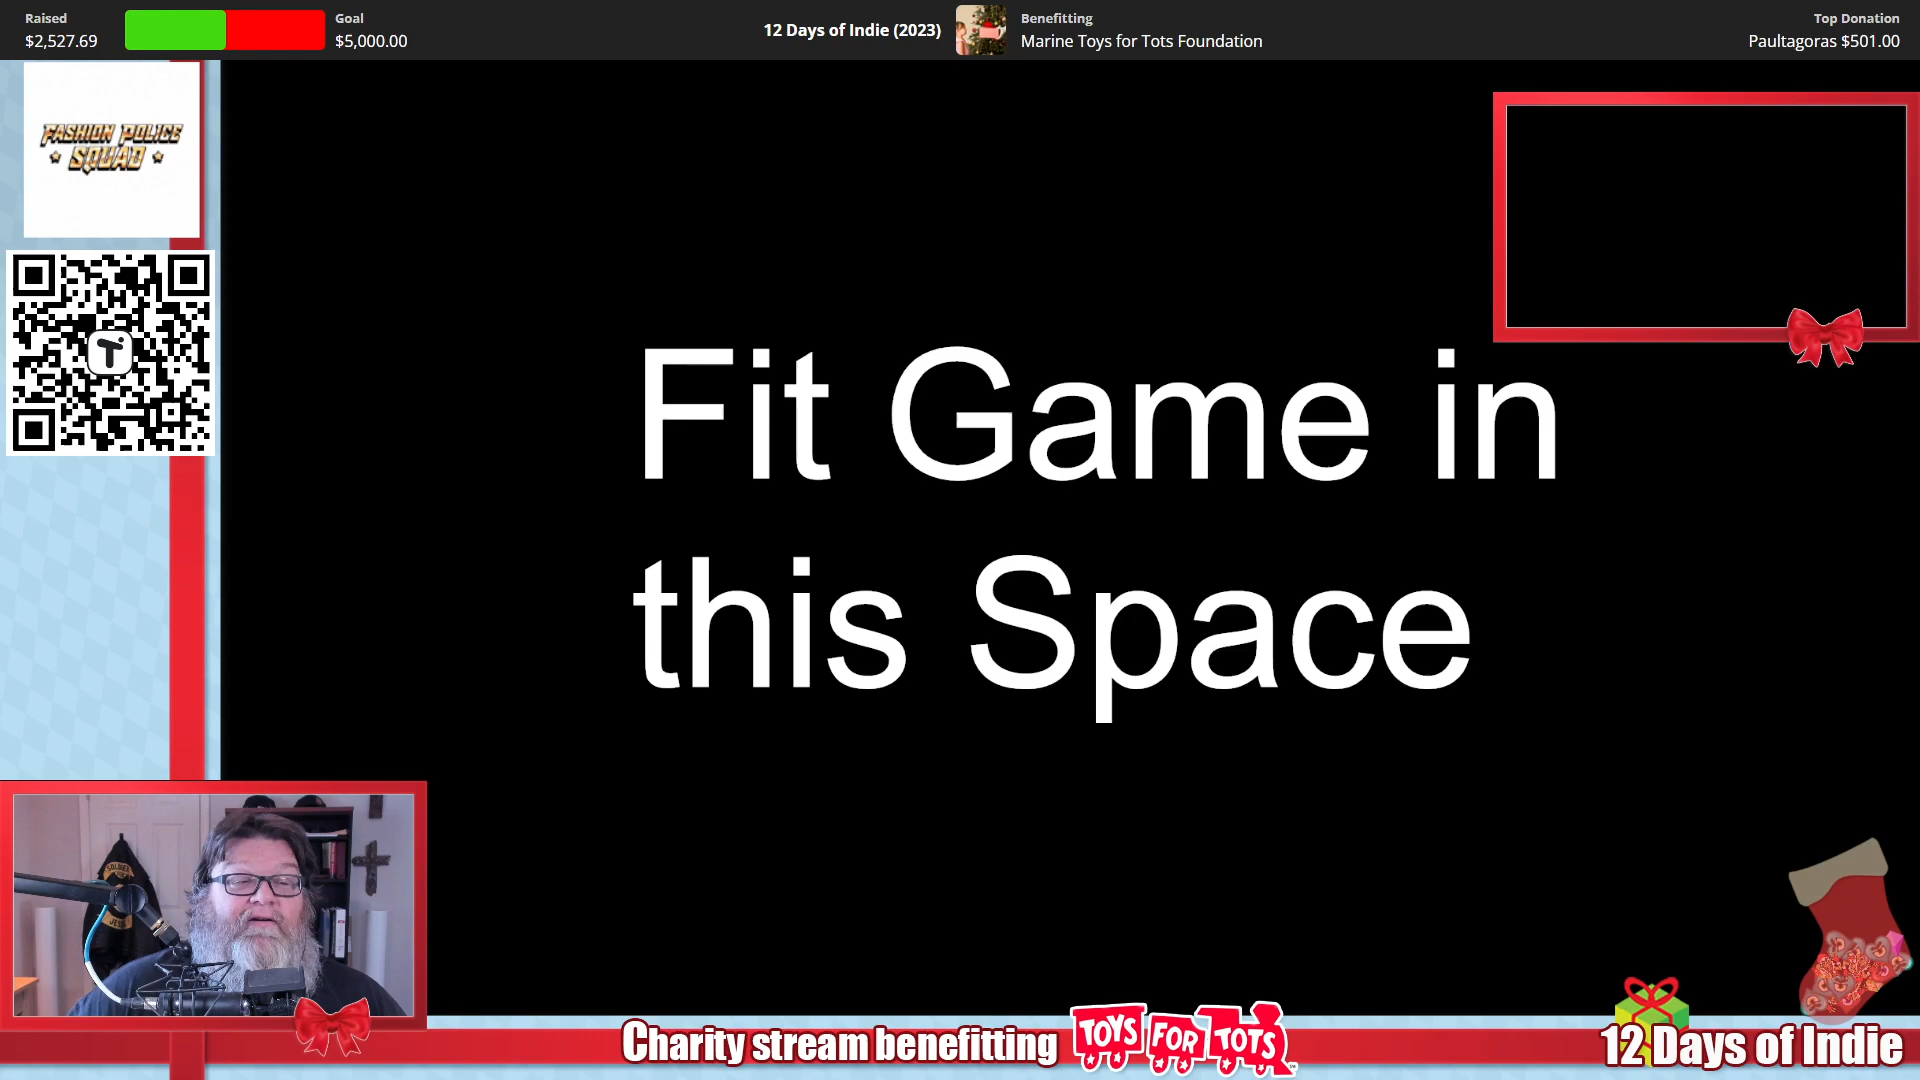 Raised
$2,527.69
Goal
$5,000.00
12 Days of Indie (2023)
Benefitting
Marine Toys for Tots Foundation
Top Donation
Paultagoras $501.00
FASHION POLICE
SQUAD
T
Fit Game in
this Space
SOLDIER
JESUS
Charity stream benefitting
TOYS FOR TOTS
12 Days of Indie